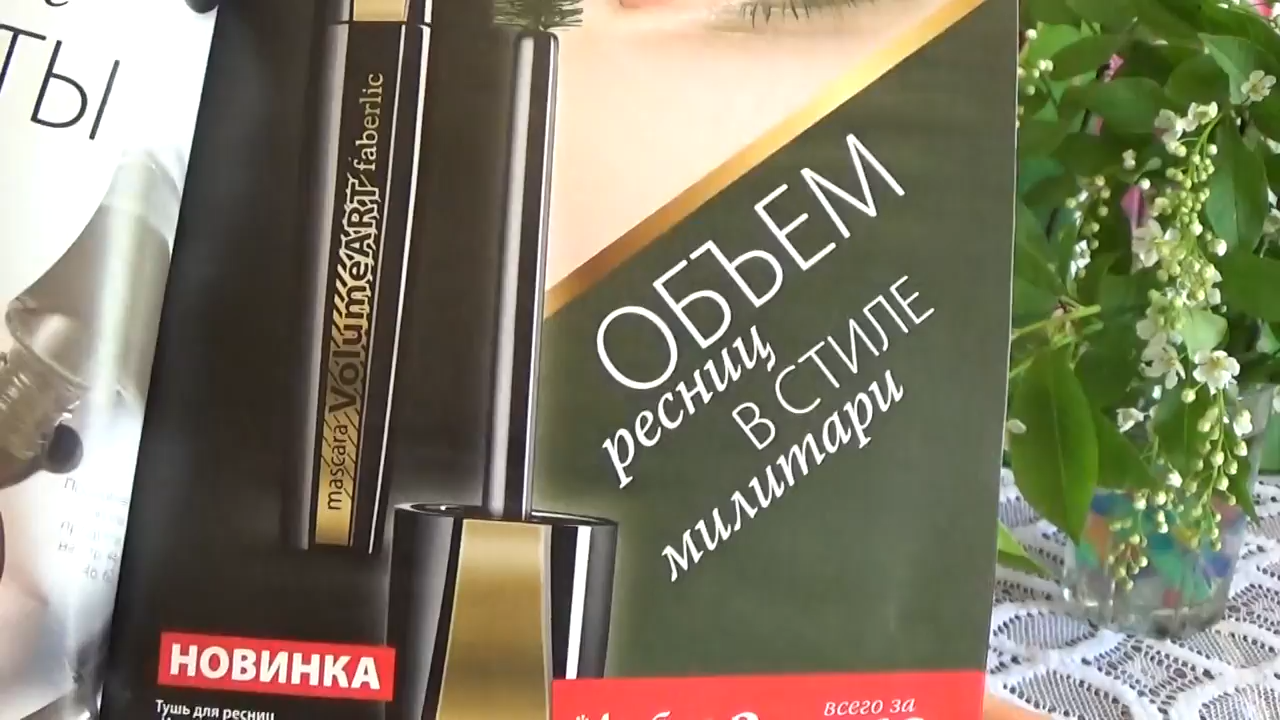 ТЫ
mascara VolumeART faberlic
ОБЪЕМ
ресниц
В СТИЛЕ
милитари
НОВИНКА
Тушь для ресниц
всего за